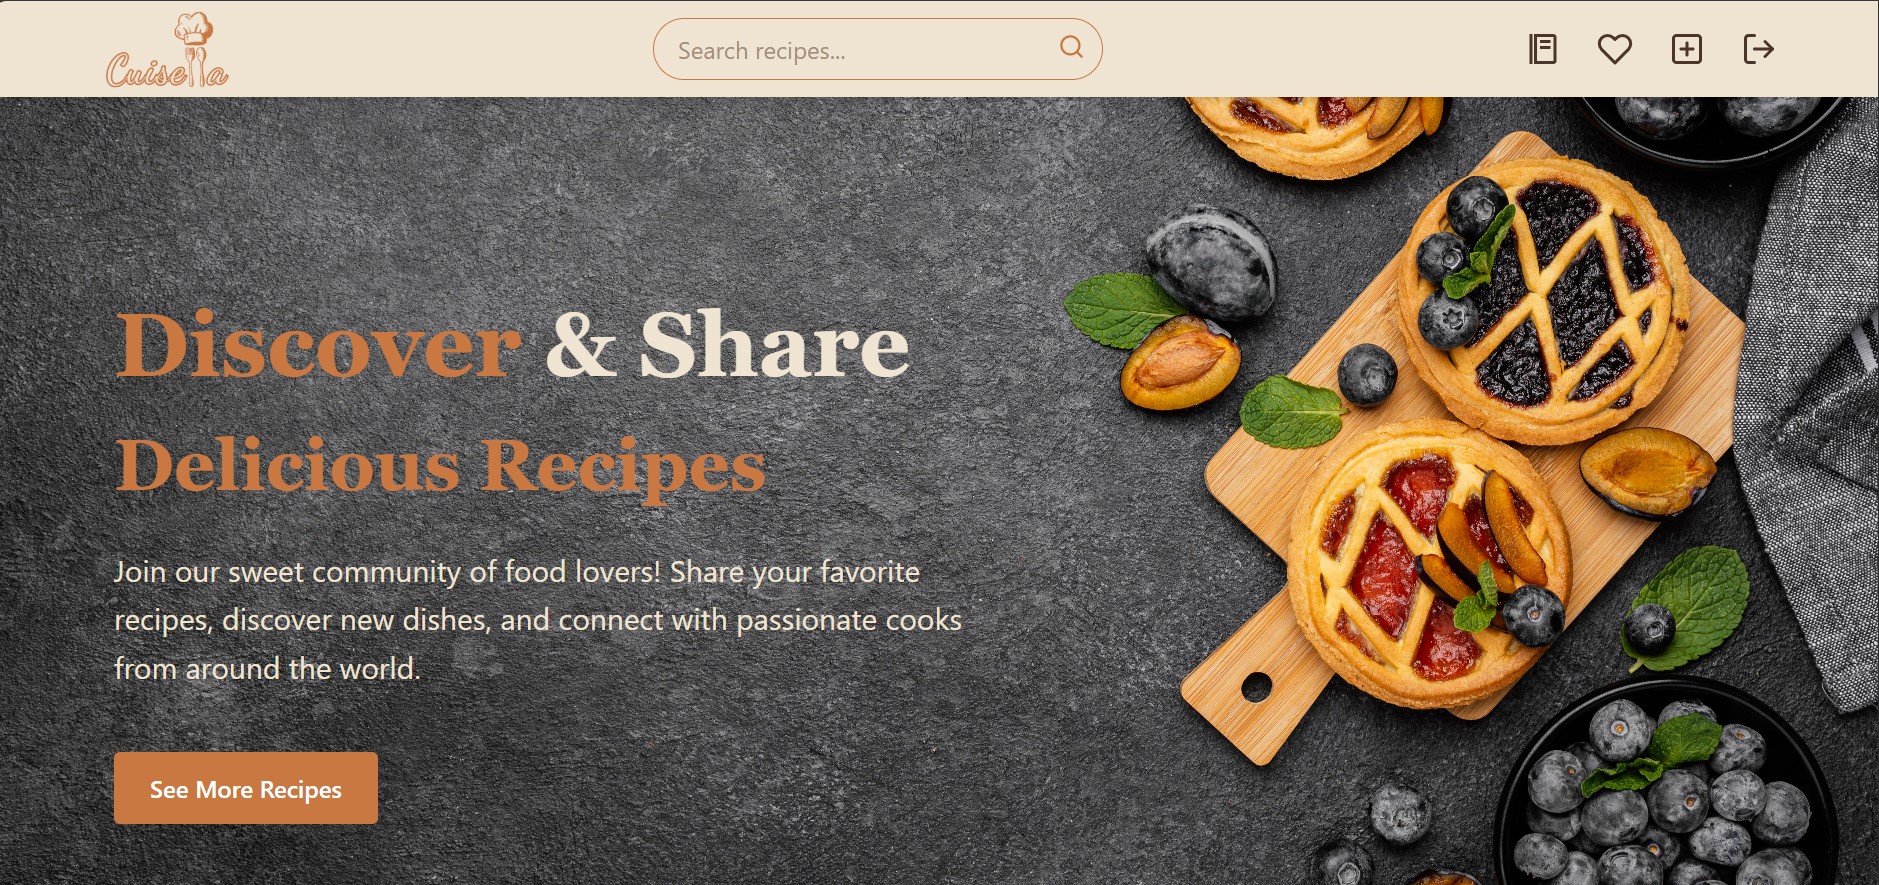 Cuisella
Search recipes...
Discover & Share
Delicious Recipes
Join our sweet community of food lovers! Share your favorite
recipes, discover new dishes, and connect with passionate cooks
from around the world.
See More Recipes